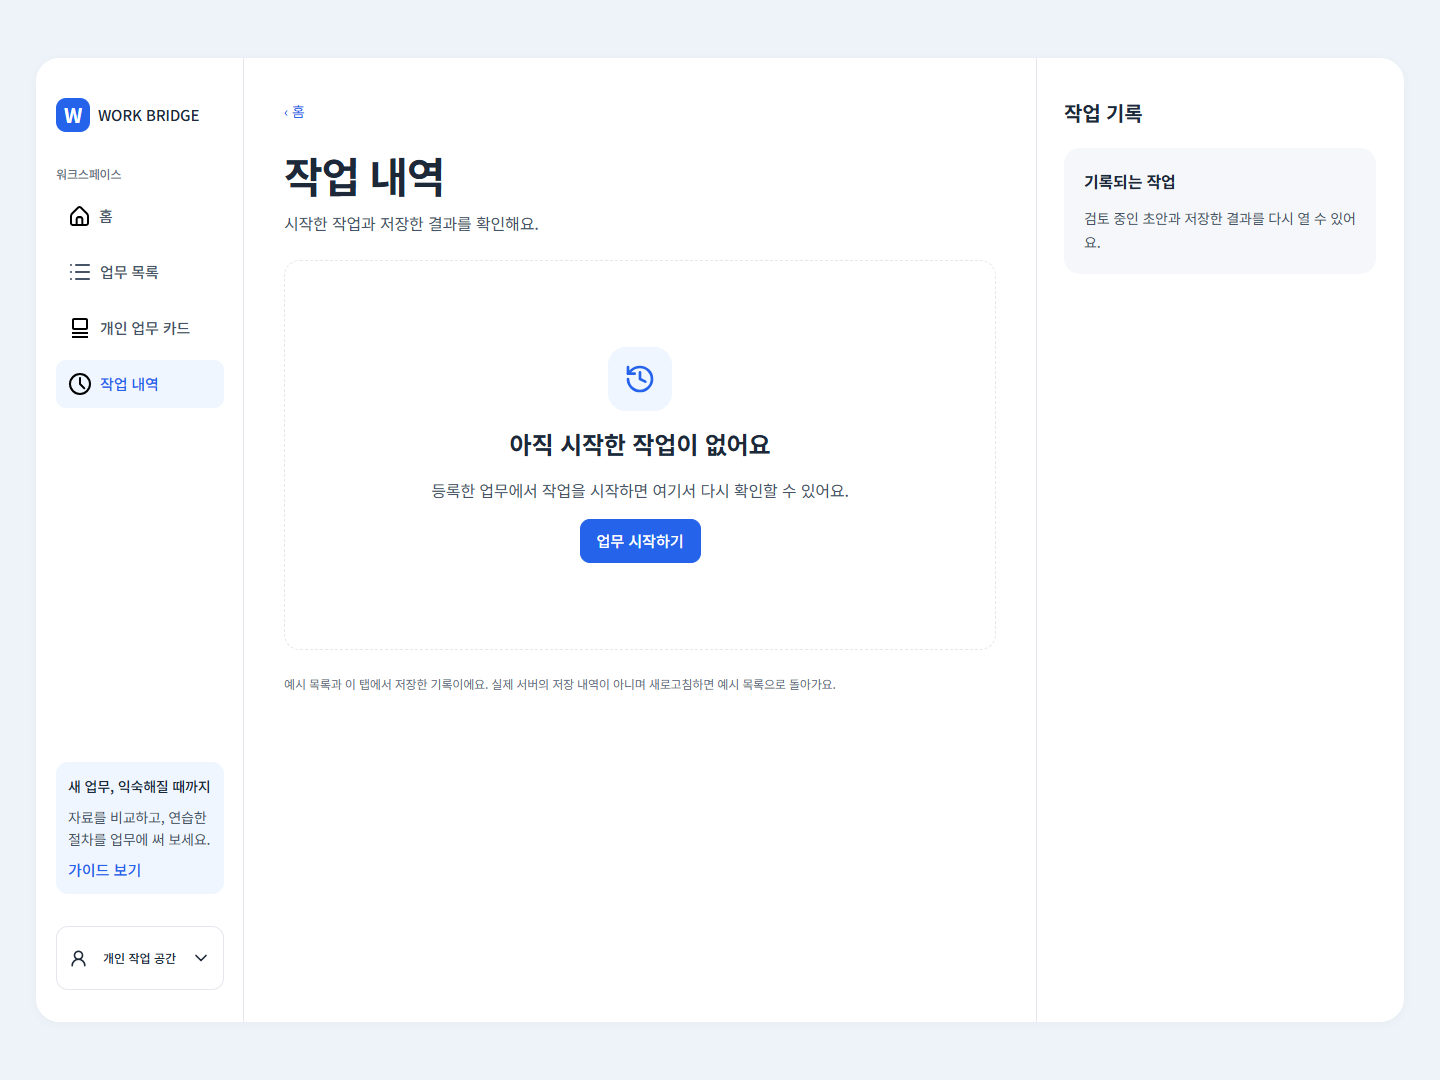 W WORK BRIDGE
워크스페이스
홈
업무 목록
개인 업무 카드
작업 내역
새 업무, 익숙해질 때까지
자료를 비교하고, 연습한
절차를 업무에 써 보세요.
가이드 보기
개인 작업 공간
‹ 홈
작업 내역
시작한 작업과 저장한 결과를 확인해요.
아직 시작한 작업이 없어요
등록한 업무에서 작업을 시작하면 여기서 다시 확인할 수 있어요.
업무 시작하기
예시 목록과 이 탭에서 저장한 기록이에요. 실제 서버의 저장 내역이 아니며 새로고침하면 예시 목록으로 돌아가요.
작업 기록
기록되는 작업
검토 중인 초안과 저장한 결과를 다시 열 수 있어
요.